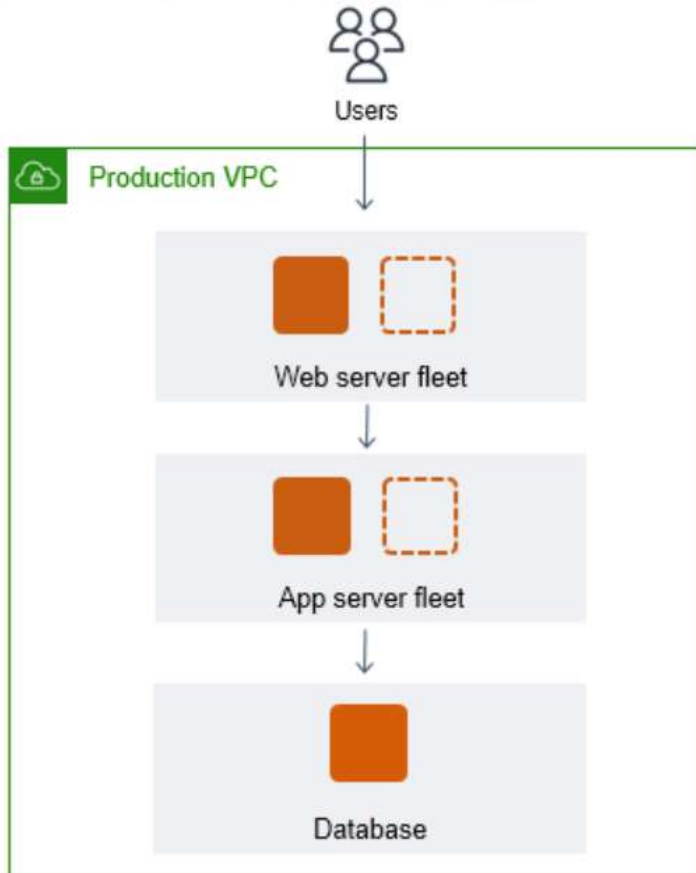 Users
Production VPC
Web server fleet
App server fleet
Database